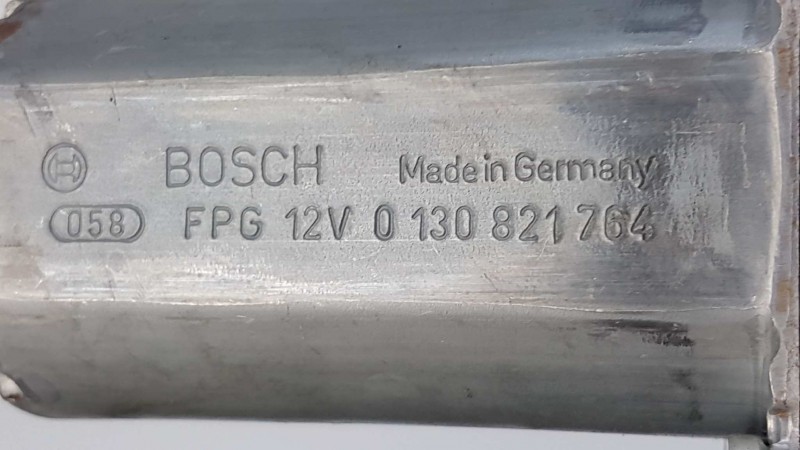 BOSCH Made in Germany
058 FPG 12V 0 130 821 764